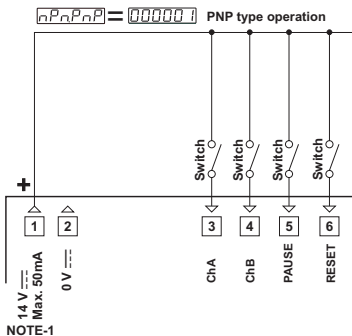 nPnPnP = 000001 PNP type operation
Switch
Switch
Switch
Switch
+
1
2
3
4
5
6
14 V
Max. 50mA
0 V
ChA
ChB
PAUSE
RESET
NOTE-1